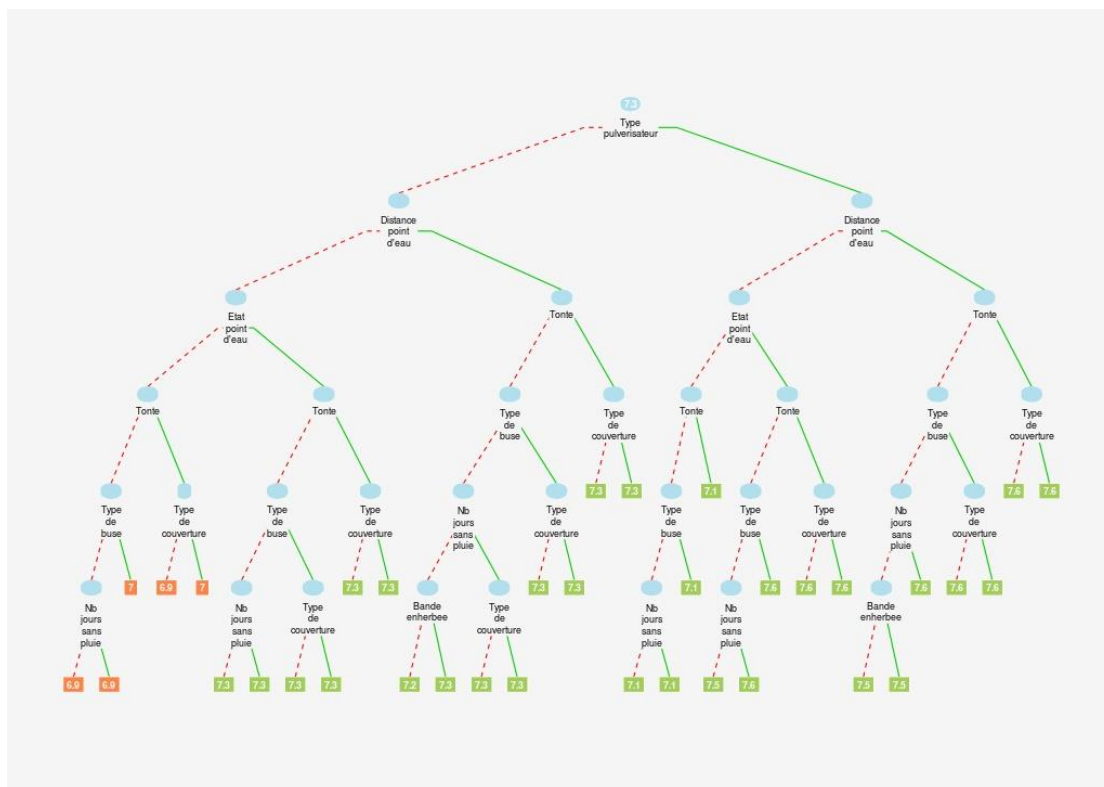 7.3
Type
pulverisateur
Distance
point
d'eau
Distance
point
d'eau
Etat
point
d'eau
Tonte
Etat
point
d'eau
Tonte
Tonte
Tonte
Type
de
buse
Type
de
couverture
Tonte
Tonte
Type
de
buse
Type
de
couverture
7.3 7.3 7.1 7.6 7.6
Type
de
buse
Type
de
couverture
Type
de
buse
Type
de
couverture
Nb
jours
sans
pluie
Type
de
couverture
Type
de
buse
Type
de
buse
Type
de
couverture
Nb
jours
sans
pluie
Type
de
couverture
7 6.9 7 7.3 7.3 7.3 7.3 7.1 7.6 7.6 7.6 7.6 7.6 7.6
Nb
jours
sans
pluie
Nb
jours
sans
pluie
Type
de
couverture
Bande
enherbee
Type
de
couverture
Nb
jours
sans
pluie
Nb
jours
sans
pluie
Bande
enherbee
6.9 6.9 7.3 7.3 7.3 7.3 7.2 7.3 7.3 7.3 7.1 7.1 7.5 7.6 7.5 7.5